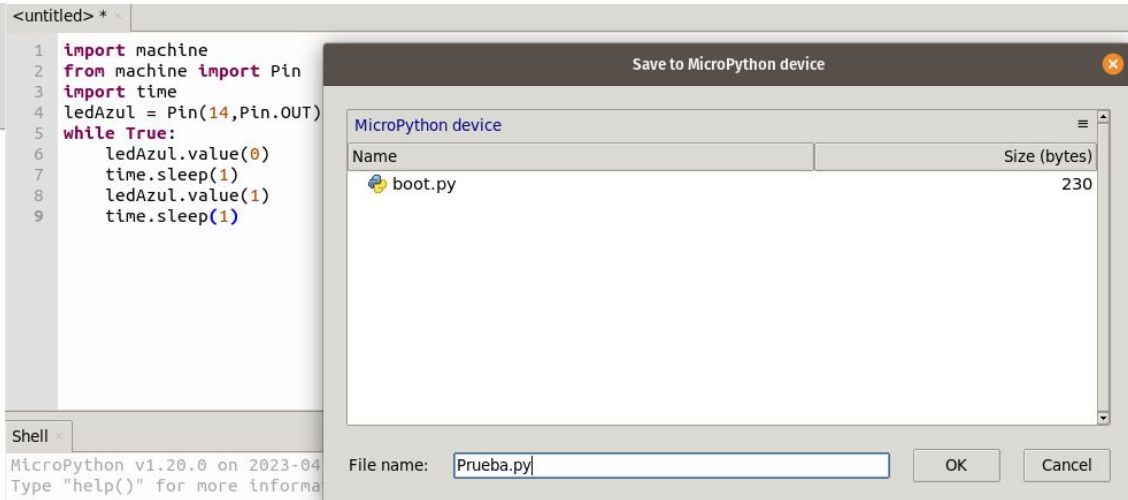 <untitled> *
1 import machine
2 from machine import Pin
3 import time
4 ledAzul = Pin(14,Pin.OUT)
5 while True:
6     ledAzul.value(0)
7     time.sleep(1)
8     ledAzul.value(1)
9     time.sleep(1)
Save to MicroPython device
MicroPython device
Name Size (bytes)
boot.py 230
File name: Prueba.py OK Cancel
Shell
MicroPython v1.20.0 on 2023-04
Type "help()" for more informa